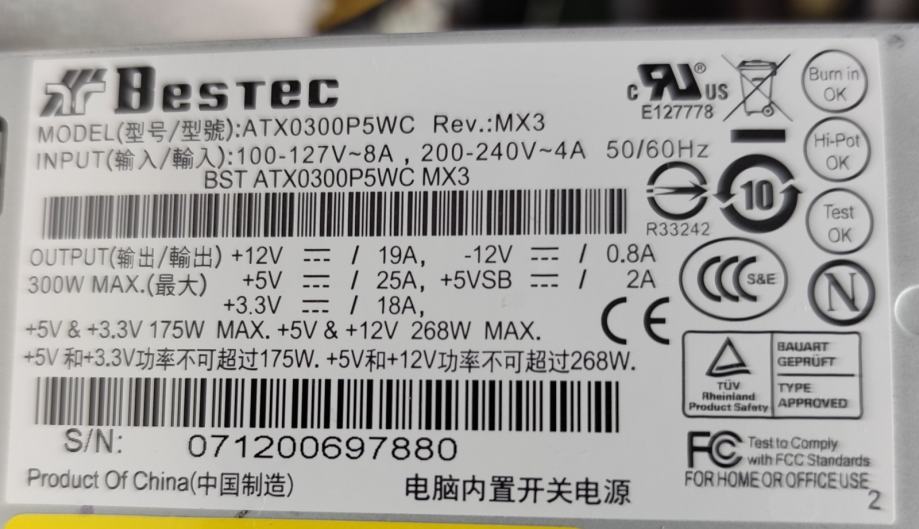 BESTEC
MODEL(型号/型號):ATX0300P5WC Rev.:MX3
INPUT(输入/輸入):100-127V~8A , 200-240V~4A 50/60Hz
BST ATX0300P5WC MX3
OUTPUT(输出/輸出) +12V ⎓ / 19A, -12V ⎓ / 0.8A
300W MAX.(最大) +5V ⎓ / 25A, +5VSB ⎓ / 2A
+3.3V ⎓ / 18A,
+5V & +3.3V 175W MAX. +5V & +12V 268W MAX.
+5V 和+3.3V功率不可超过175W. +5V和+12V功率不可超过268W.
S/N: 071200697880
Product Of China(中国制造) 电脑内置开关电源
c RU US
®
E127778
R33242
10
Burn in
OK
Hi-Pot
OK
Test
OK
N
CCC S&E
CE
TÜV
Rheinland
Product Safety
BAUART
GEPRÜFT
TYPE
APPROVED
FC Test to Comply
with FCC Standards
FOR HOME OR OFFICE USE
2